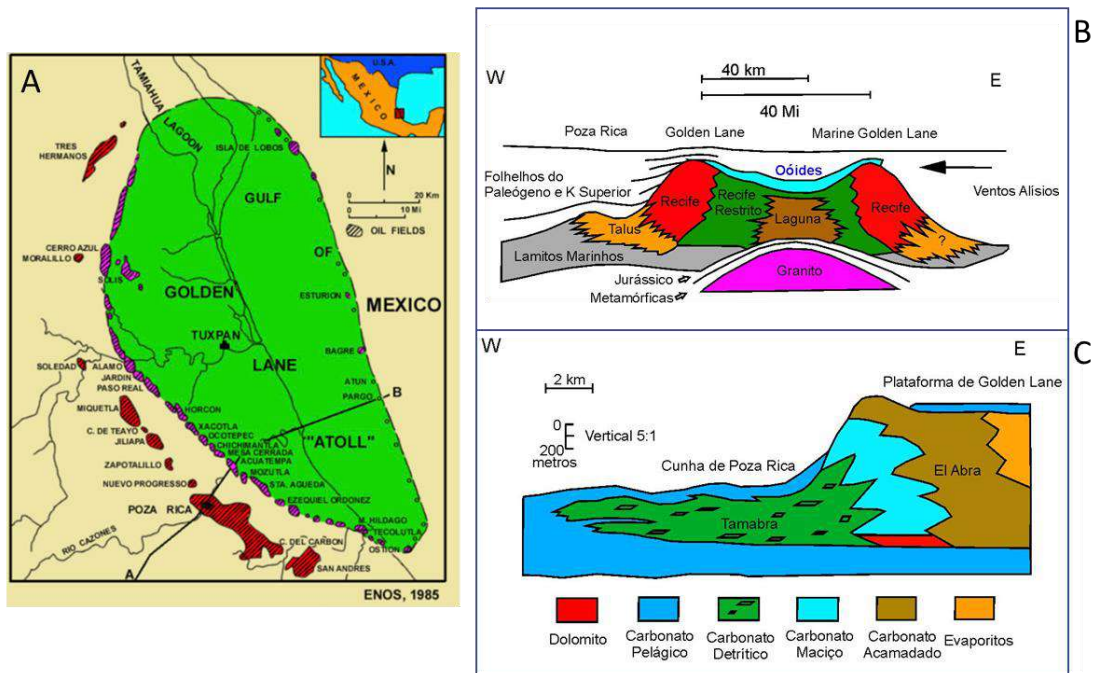 A
U.S.A.
MEXICO
N
20 Km
0
10 Mi
OIL FIELDS
TAMIAHUA
LAGOON
TRES
HERMANOS
ISLA DE LOBOS
GULF
OF
MEXICO
CERRO AZUL
MORALILLO
SOLIS
GOLDEN
ESTURION
TUXPAN
LANE
BAGRE
SOLEDAD
ALAMO
JARDIN
PASO REAL
ATUN
PARGO
B
MIQUETLA
HORCON
XACOTLA
OCOTEPEC
CHICHIMANTLA
MESA CERRADA
ACUATEMPA
MOZUTLA
STA. AGUEDA
"ATOLL"
C. DE TEAYO
JILIAPA
ZAPOTALILLO
NUEVO PROGRESSO
EZEQUIEL ORDONEZ
POZA RICA
M. HILDAGO
TECOLUTLA
OSTION
RIO CAZONES
C. DEL CARBON
SAN ANDRES
A
ENOS, 1985
B
W
E
40 km
40 Mi
Poza Rica
Golden Lane
Marine Golden Lane
Folhelhos do
Paleógeno e K Superior
Oóides
Ventos Alísios
Recife
Recife
Restrito
Laguna
Recife
Talus
?
Lamitos Marinhos
Granito
Jurássico
Metamórficas
C
W
E
2 km
Plataforma de Golden Lane
0
200
metros
Vertical 5:1
Cunha de Poza Rica
El Abra
Tamabra
Dolomito
Carbonato
Pelágico
Carbonato
Detrítico
Carbonato
Maciço
Carbonato
Acamadado
Evaporitos